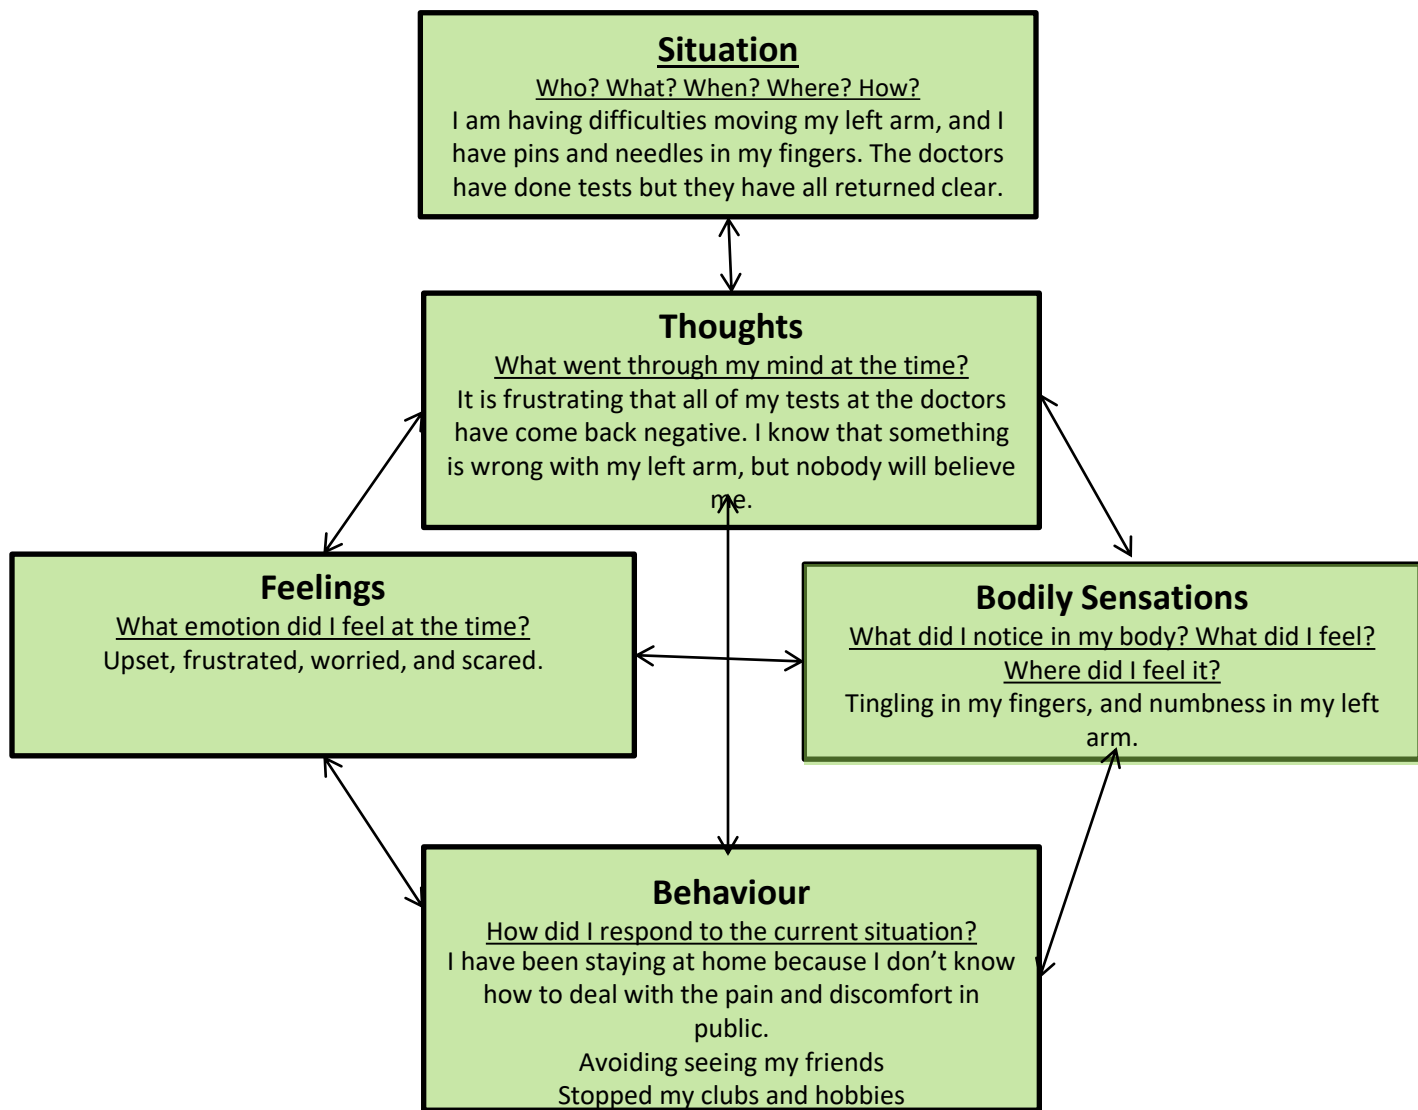 Situation
Who? What? When? Where? How?
I am having difficulties moving my left arm, and I
have pins and needles in my fingers. The doctors
have done tests but they have all returned clear.
Thoughts
What went through my mind at the time?
It is frustrating that all of my tests at the doctors
have come back negative. I know that something
is wrong with my left arm, but nobody will believe
me.
Feelings
What emotion did I feel at the time?
Upset, frustrated, worried, and scared.
Bodily Sensations
What did I notice in my body? What did I feel?
Where did I feel it?
Tingling in my fingers, and numbness in my left
arm.
Behaviour
How did I respond to the current situation?
I have been staying at home because I don’t know
how to deal with the pain and discomfort in
public.
Avoiding seeing my friends
Stopped my clubs and hobbies